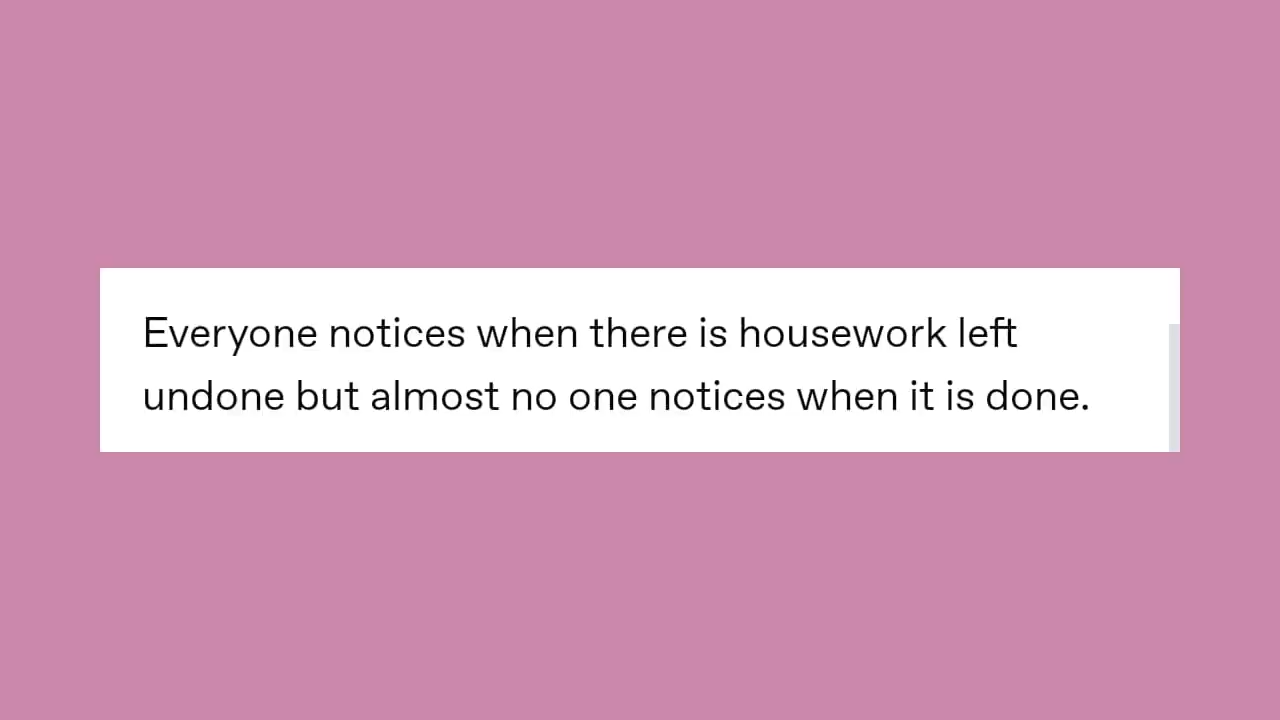 Everyone notices when there is housework left
undone but almost no one notices when it is done.